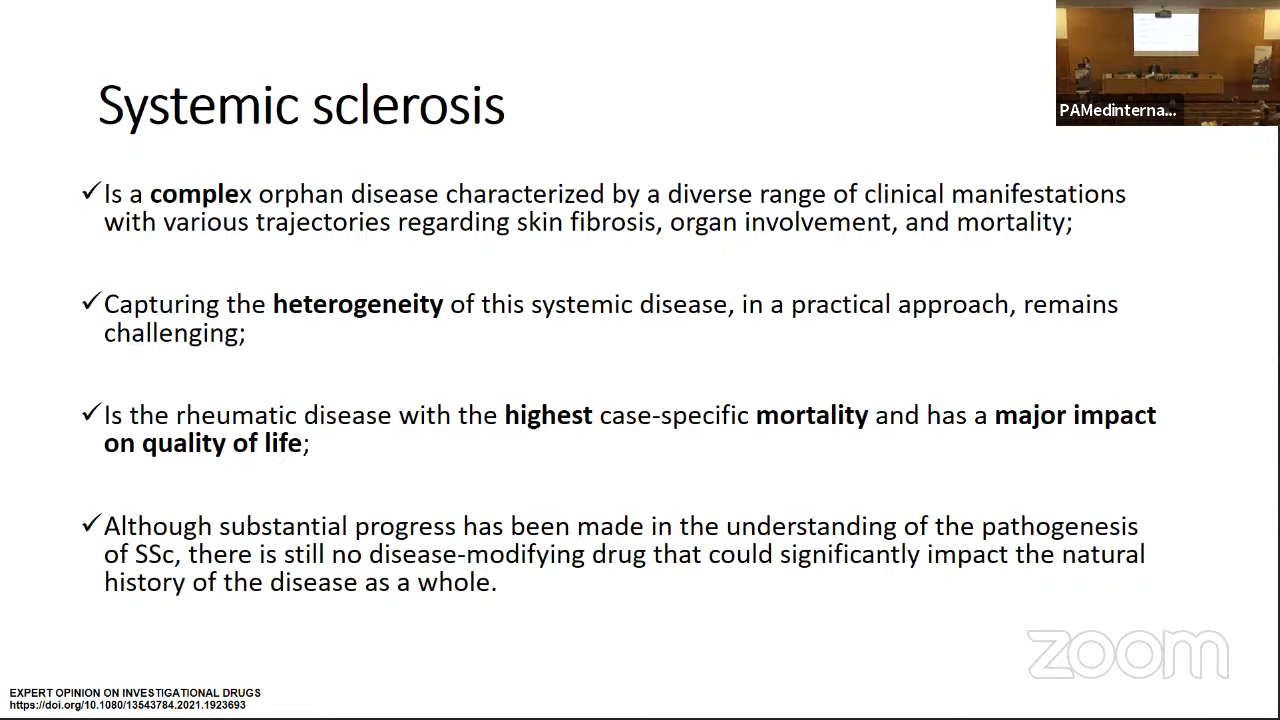 PAMedinterna...
Systemic sclerosis
✓Is a complex orphan disease characterized by a diverse range of clinical manifestations
with various trajectories regarding skin fibrosis, organ involvement, and mortality;
✓Capturing the heterogeneity of this systemic disease, in a practical approach, remains
challenging;
✓Is the rheumatic disease with the highest case-specific mortality and has a major impact
on quality of life;
✓Although substantial progress has been made in the understanding of the pathogenesis
of SSc, there is still no disease-modifying drug that could significantly impact the natural
history of the disease as a whole.
zoom
EXPERT OPINION ON INVESTIGATIONAL DRUGS
https://doi.org/10.1080/13543784.2021.1923693